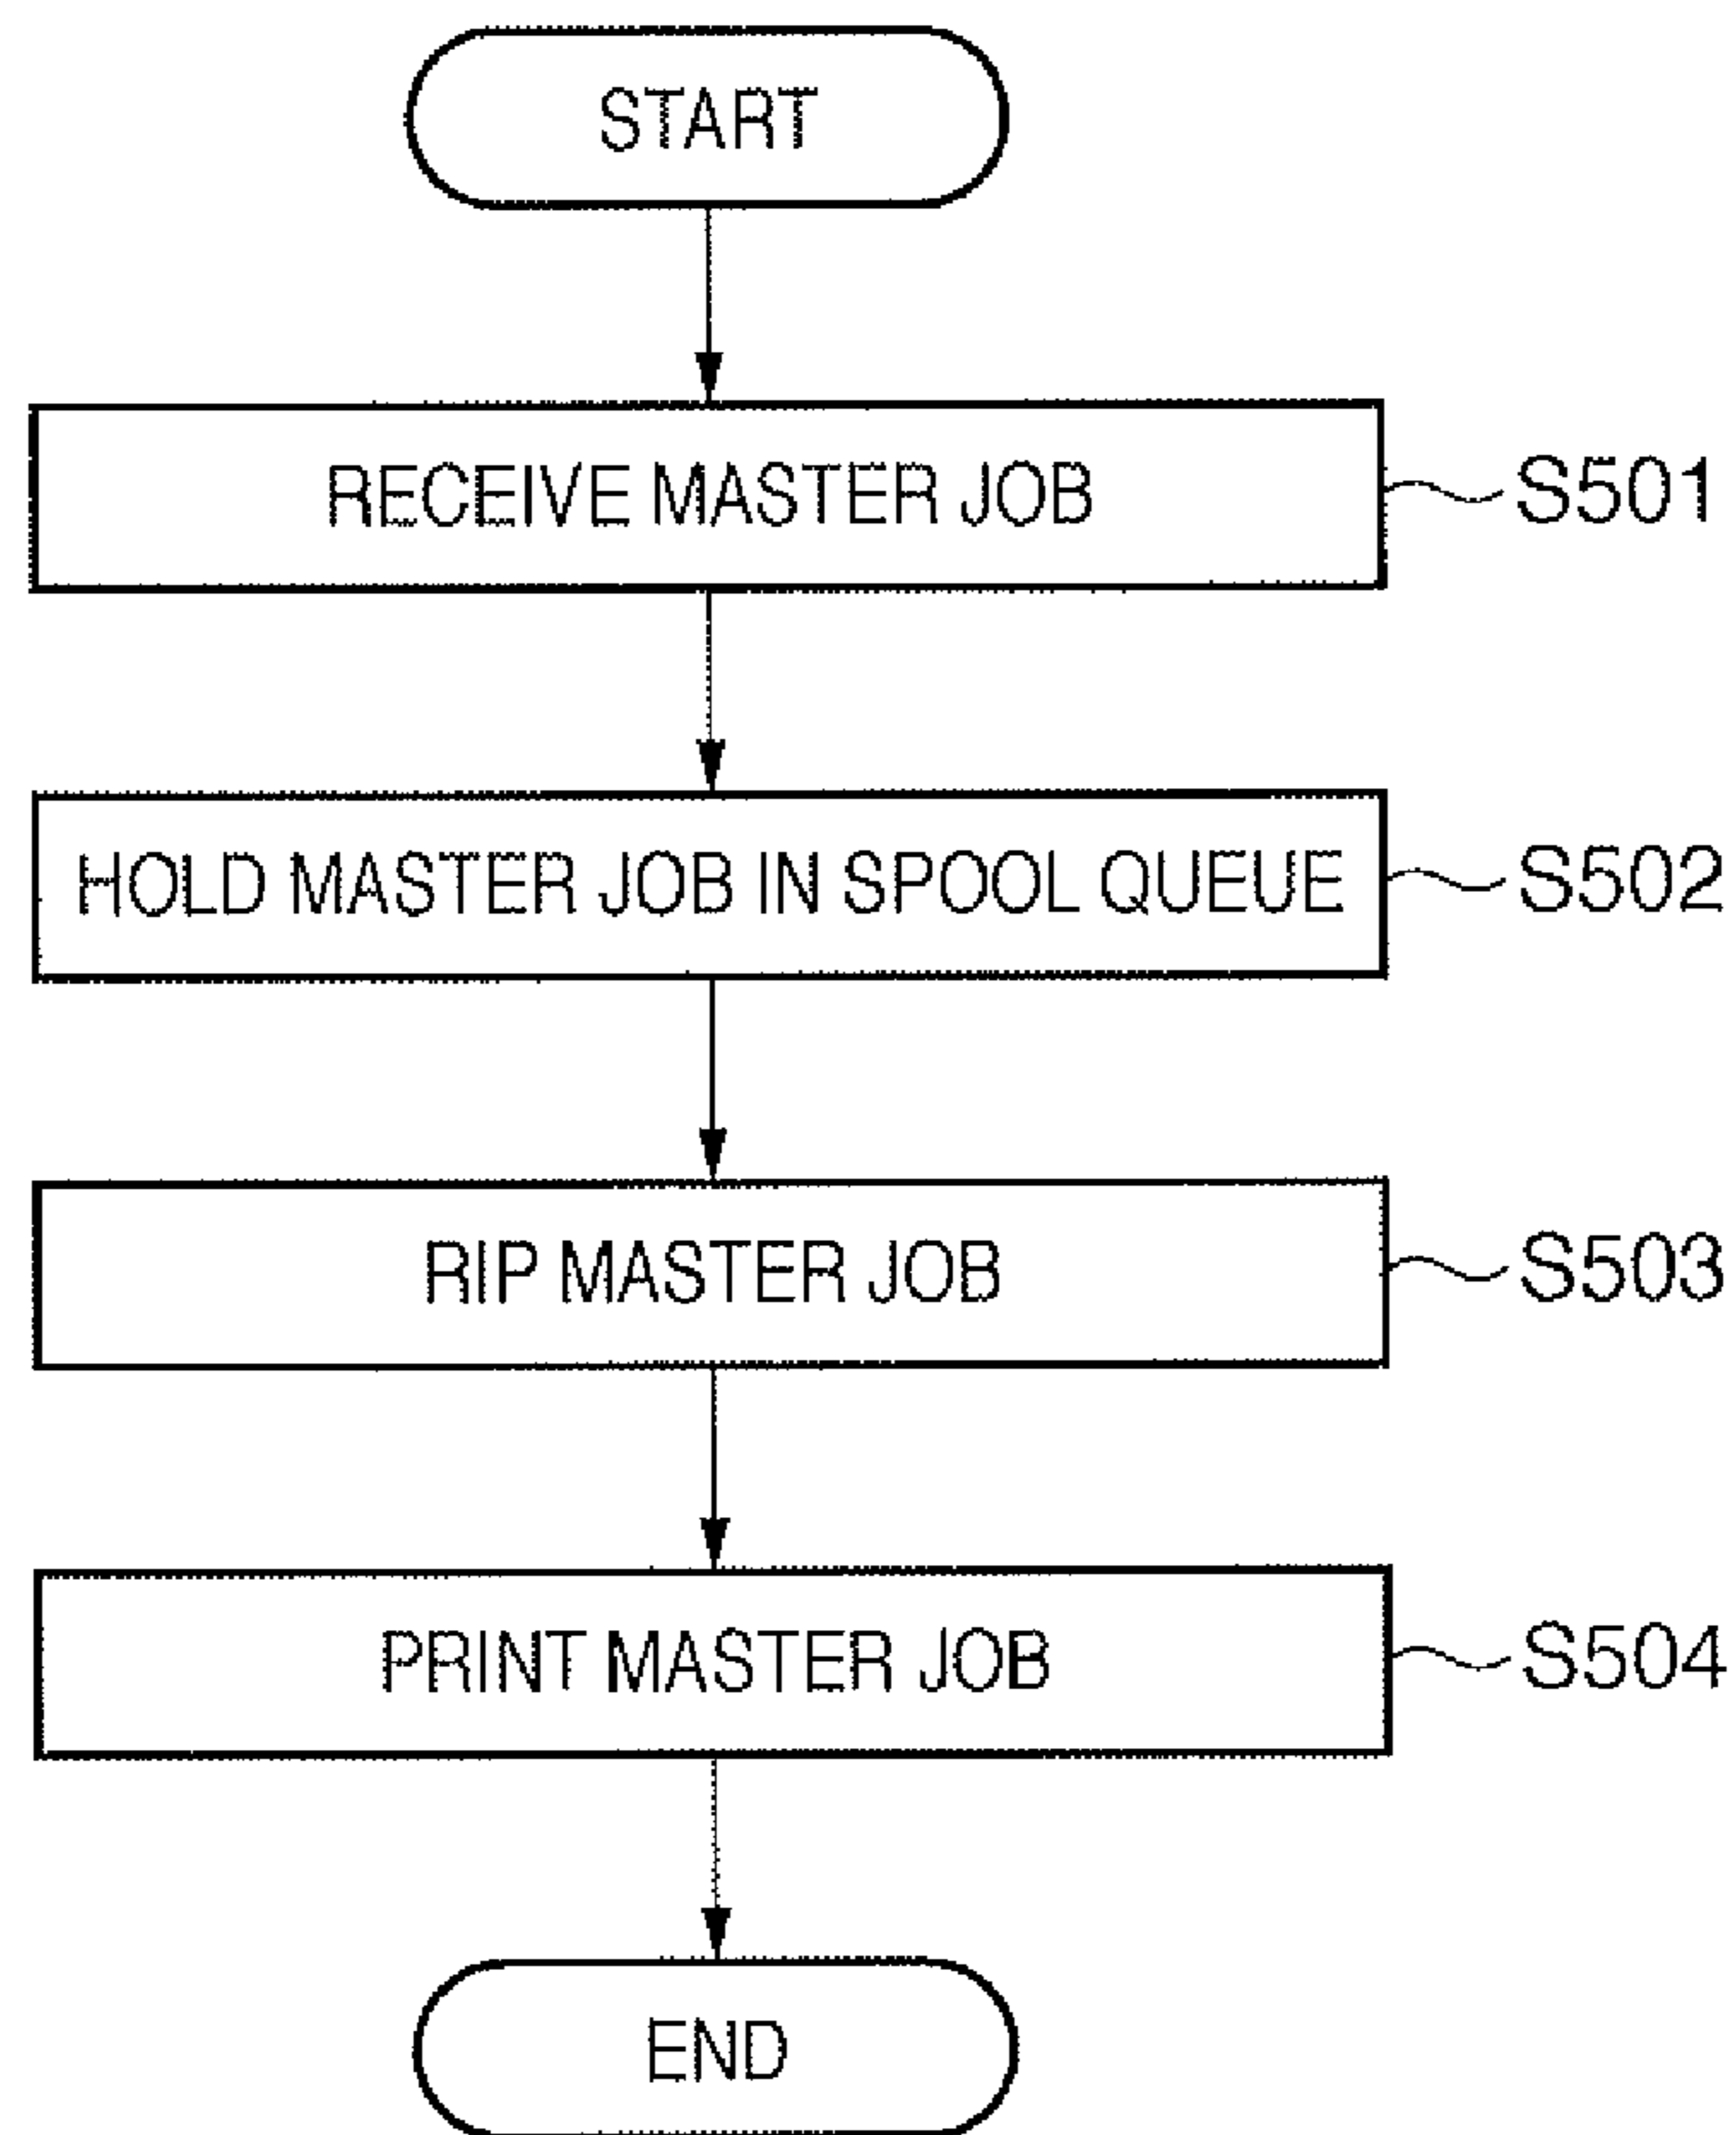 START
RECEIVE MASTER JOB
S501
HOLD MASTER JOB IN SPOOL QUEUE
S502
RIP MASTER JOB
S503
PRINT MASTER JOB
S504
END